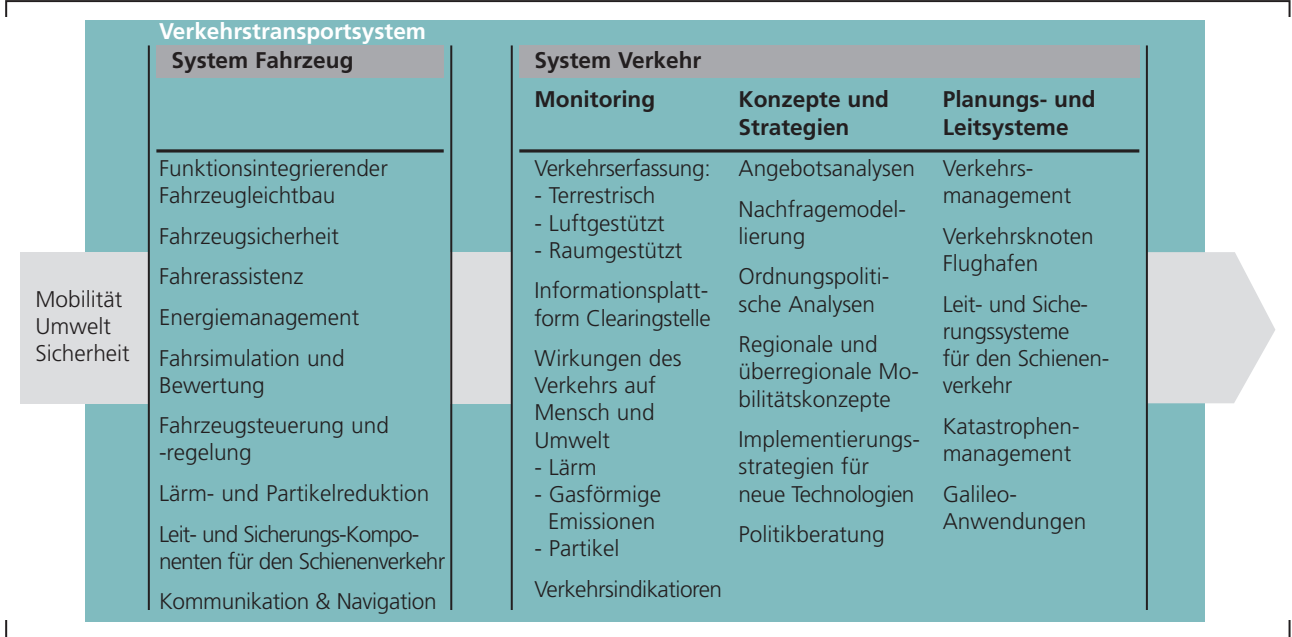 Verkehrstransportsystem
System Fahrzeug
Funktionsintegrierender
Fahrzeugleichtbau
Fahrzeugsicherheit
Fahrerassistenz
Energiemanagement
Fahrsimulation und
Bewertung
Fahrzeugsteuerung und
-regelung
Lärm- und Partikelreduktion
Leit- und Sicherungs-Kompo-
nenten für den Schienenverkehr
Kommunikation & Navigation
System Verkehr
Monitoring
Verkehrserfassung:
- Terrestrisch
- Luftgestützt
- Raumgestützt
Informationsplatt-
form Clearingstelle
Wirkungen des
Verkehrs auf
Mensch und
Umwelt
- Lärm
- Gasförmige
Emissionen
- Partikel
Verkehrsindikatioren
Konzepte und
Strategien
Angebotsanalysen
Nachfragemodel-
lierung
Ordnungspoliti-
sche Analysen
Regionale und
überregionale Mo-
bilitätskonzepte
Implementierungs-
strategien für
neue Technologien
Politikberatung
Planungs- und
Leitsysteme
Verkehrs-
management
Verkehrsknoten
Flughafen
Leit- und Siche-
rungssysteme
für den Schienen-
verkehr
Katastrophen-
management
Galileo-
Anwendungen
Mobilität
Umwelt
Sicherheit